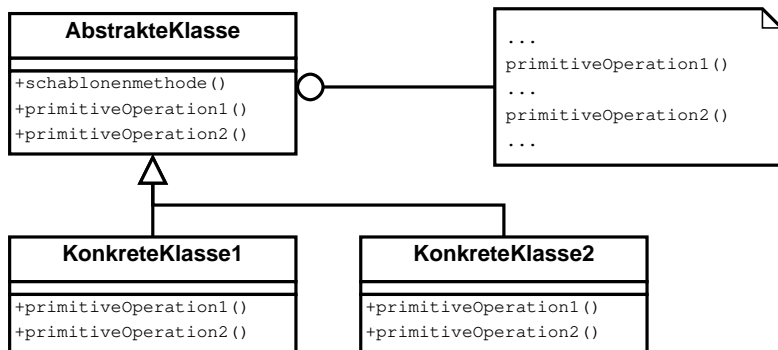 AbstrakteKlasse
+schablonenmethode()
+primitiveOperation1()
+primitiveOperation2()
...
primitiveOperation1()
...
primitiveOperation2()
...
KonkreteKlasse1
+primitiveOperation1()
+primitiveOperation2()
KonkreteKlasse2
+primitiveOperation1()
+primitiveOperation2()